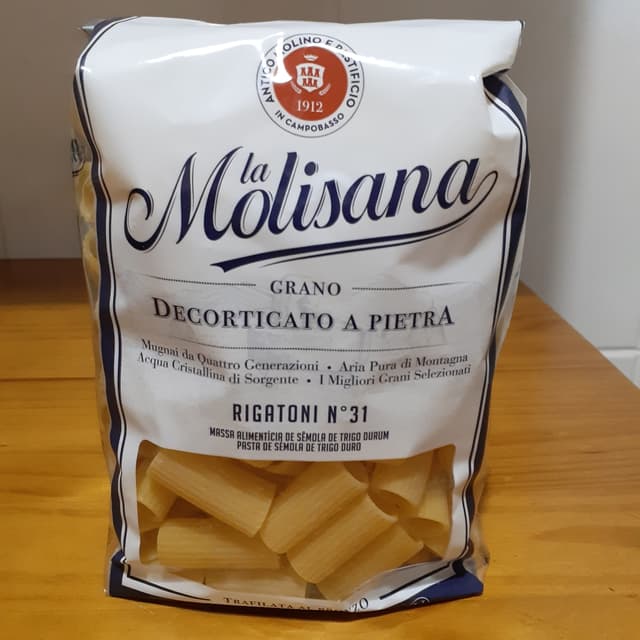 ANTICO MOLINO E PASTIFICIO
IN CAMPOBASSO
1912
la
Molisana
GRANO
DECORTICATO A PIETRA
Mugnai da Quattro Generazioni • Aria Pura di Montagna
Acqua Cristallina di Sorgente • I Migliori Grani Selezionati
RIGATONI N°31
MASSA ALIMENTÍCIA DE SÊMOLA DE TRIGO DURUM
PASTA DE SÉMOLA DE TRIGO DURO
TRAFILATA AL